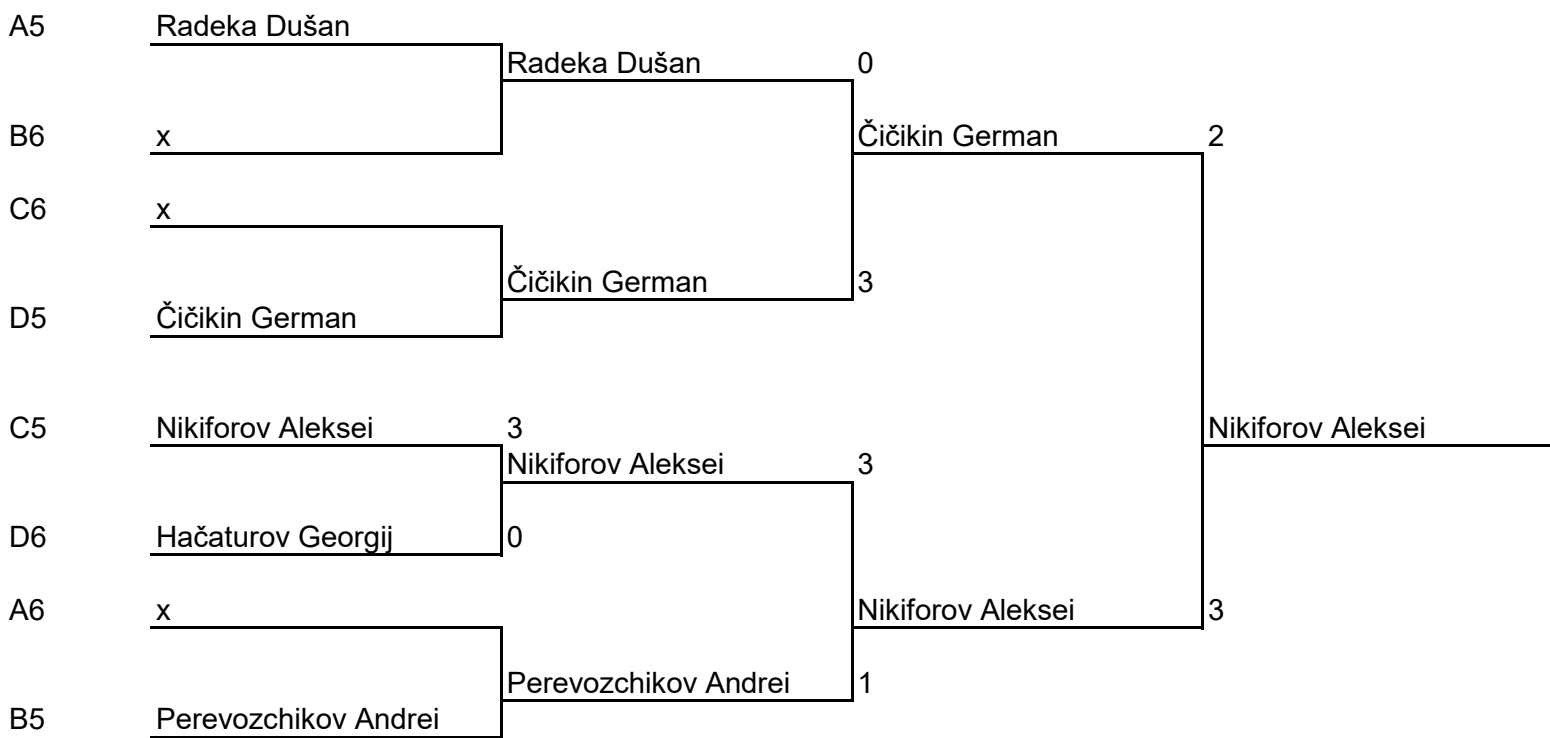 A5 Radeka Dušan
Radeka Dušan 0
B6 x Čičikin German 2
C6 x
Čičikin German 3
D5 Čičikin German
C5 Nikiforov Aleksei 3 Nikiforov Aleksei
Nikiforov Aleksei 3
D6 Hačaturov Georgij 0
A6 x Nikiforov Aleksei 3
Perevozchikov Andrei 1
B5 Perevozchikov Andrei